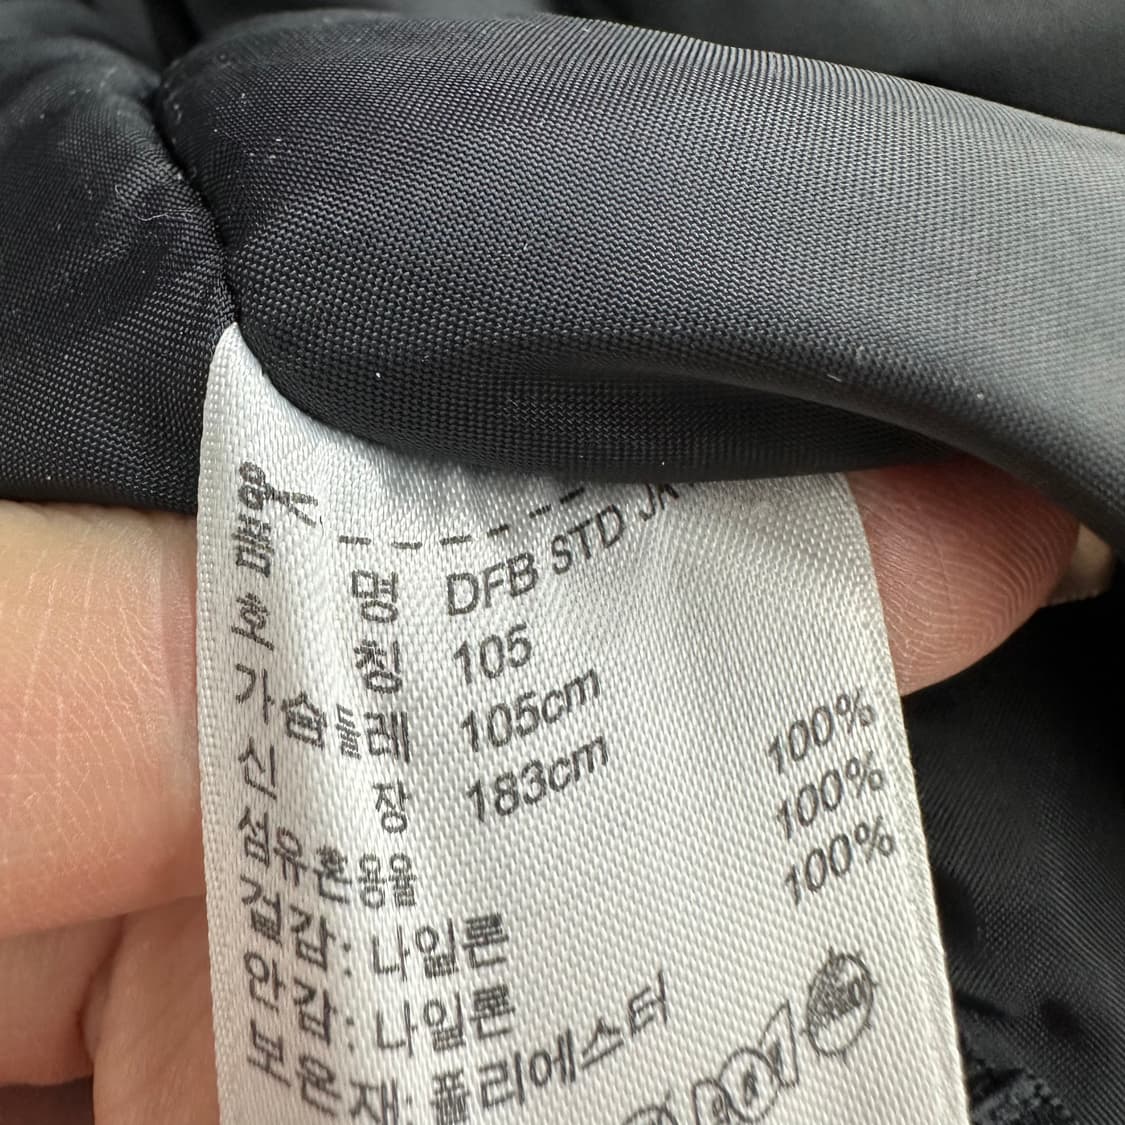 품명 DFB STD JK
호칭 105
가슴둘레 105cm
신장 183cm
섬유혼용율
겉감: 나일론 100%
안감: 나일론 100%
보온재: 폴리에스터 100%